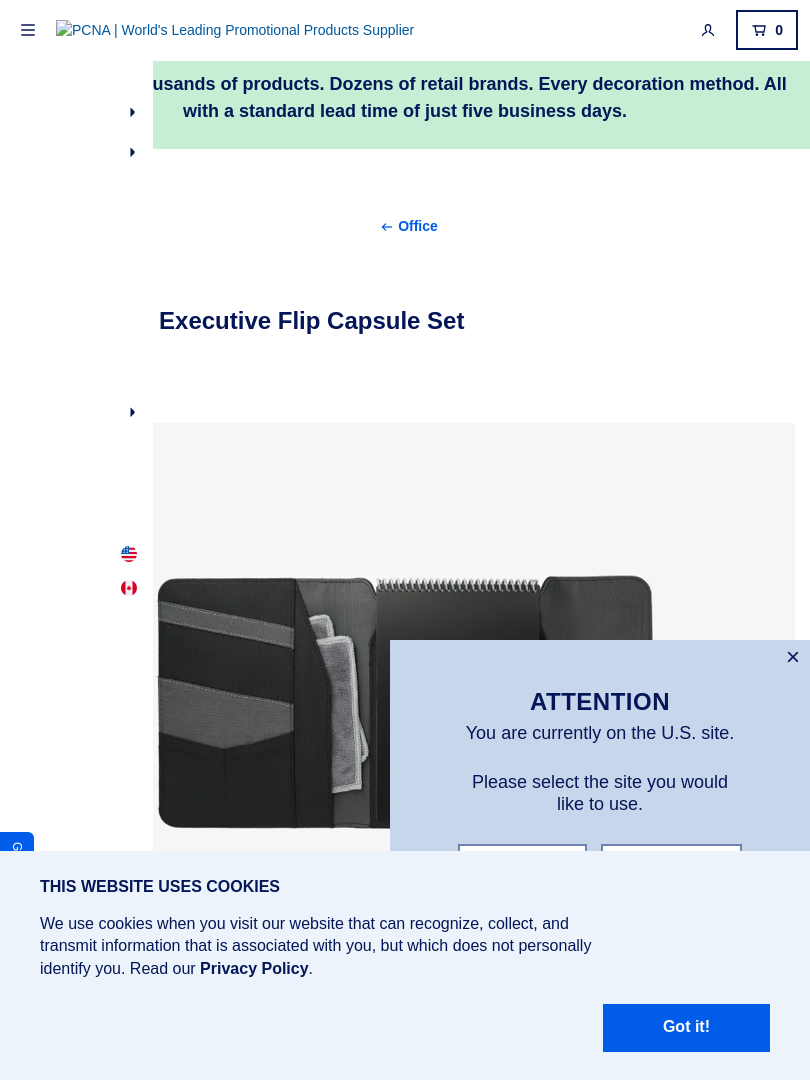 PCNA | World's Leading Promotional Products Supplier
0
usands of products. Dozens of retail brands. Every decoration method. All
with a standard lead time of just five business days.
Office
Executive Flip Capsule Set
ATTENTION
You are currently on the U.S. site.
Please select the site you would
like to use.
G
THIS WEBSITE USES COOKIES
We use cookies when you visit our website that can recognize, collect, and
transmit information that is associated with you, but which does not personally
identify you. Read our Privacy Policy.
Got it!